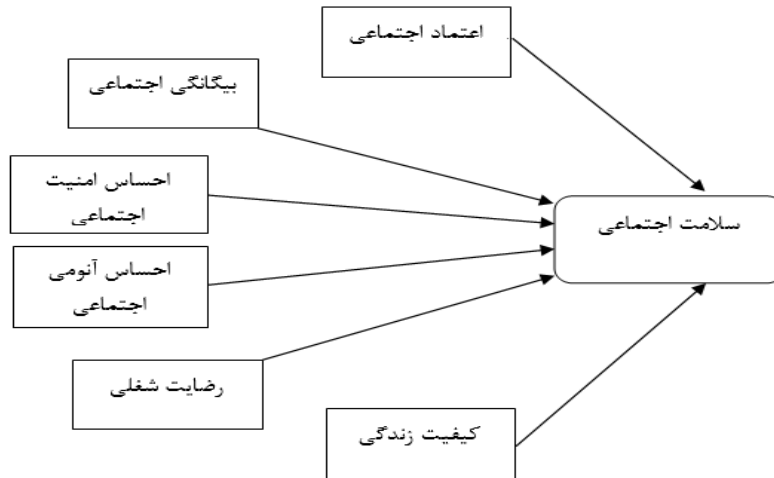 اعتماد اجتماعی
بیگانگی اجتماعی
احساس امنیت
اجتماعی
سلامت اجتماعی
احساس آنومی
اجتماعی
رضایت شغلی
کیفیت زندگی